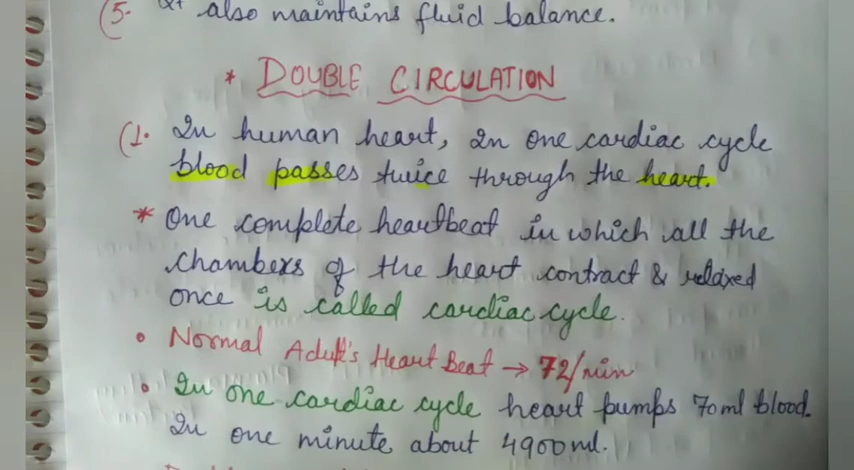 (5. It also maintains fluid balance.
* DOUBLE CIRCULATION
(1. In human heart, In one cardiac cycle
blood passes twice through the heart.
* One complete heartbeat in which all the
chambers of the heart contract & relaxed
once is called cardiac cycle.
• Normal Adult's Heart Beat → 72/min
• In one cardiac cycle heart pumps 70ml blood.
In one minute about 4900ml.